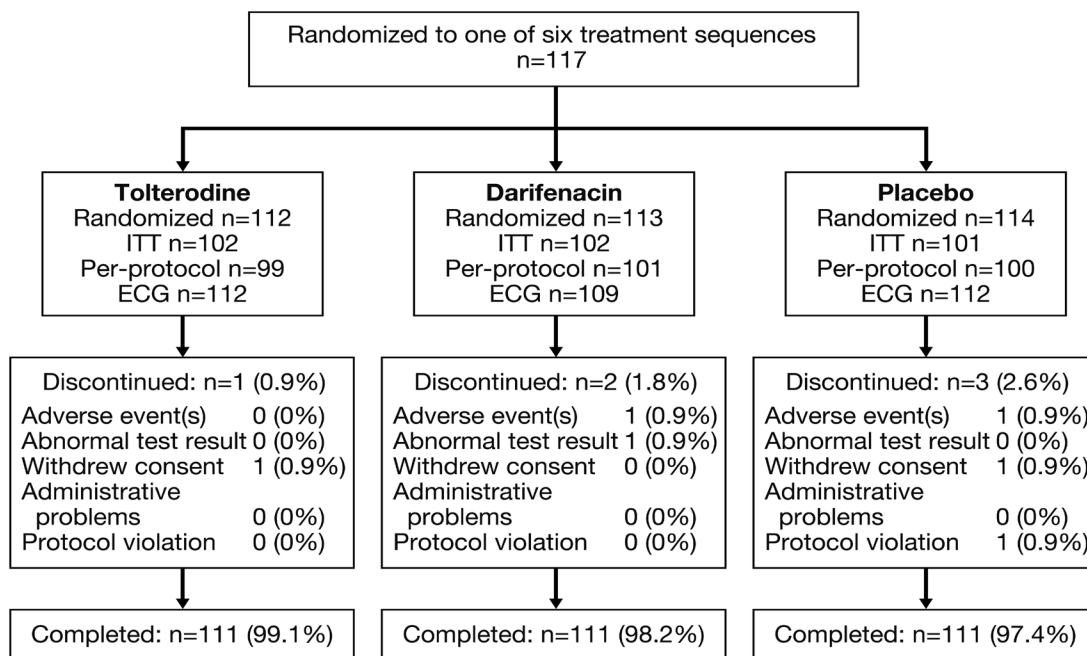 Randomized to one of six treatment sequences
n=117
Tolterodine
Randomized n=112
ITT n=102
Per-protocol n=99
ECG n=112
Darifenacin
Randomized n=113
ITT n=102
Per-protocol n=101
ECG n=109
Placebo
Randomized n=114
ITT n=101
Per-protocol n=100
ECG n=112
Discontinued: n=1 (0.9%)
Adverse event(s) 0 (0%)
Abnormal test result 0 (0%)
Withdrew consent 1 (0.9%)
Administrative
problems 0 (0%)
Protocol violation 0 (0%)
Discontinued: n=2 (1.8%)
Adverse event(s) 1 (0.9%)
Abnormal test result 1 (0.9%)
Withdrew consent 0 (0%)
Administrative
problems 0 (0%)
Protocol violation 0 (0%)
Discontinued: n=3 (2.6%)
Adverse event(s) 1 (0.9%)
Abnormal test result 0 (0%)
Withdrew consent 1 (0.9%)
Administrative
problems 0 (0%)
Protocol violation 1 (0.9%)
Completed: n=111 (99.1%)
Completed: n=111 (98.2%)
Completed: n=111 (97.4%)